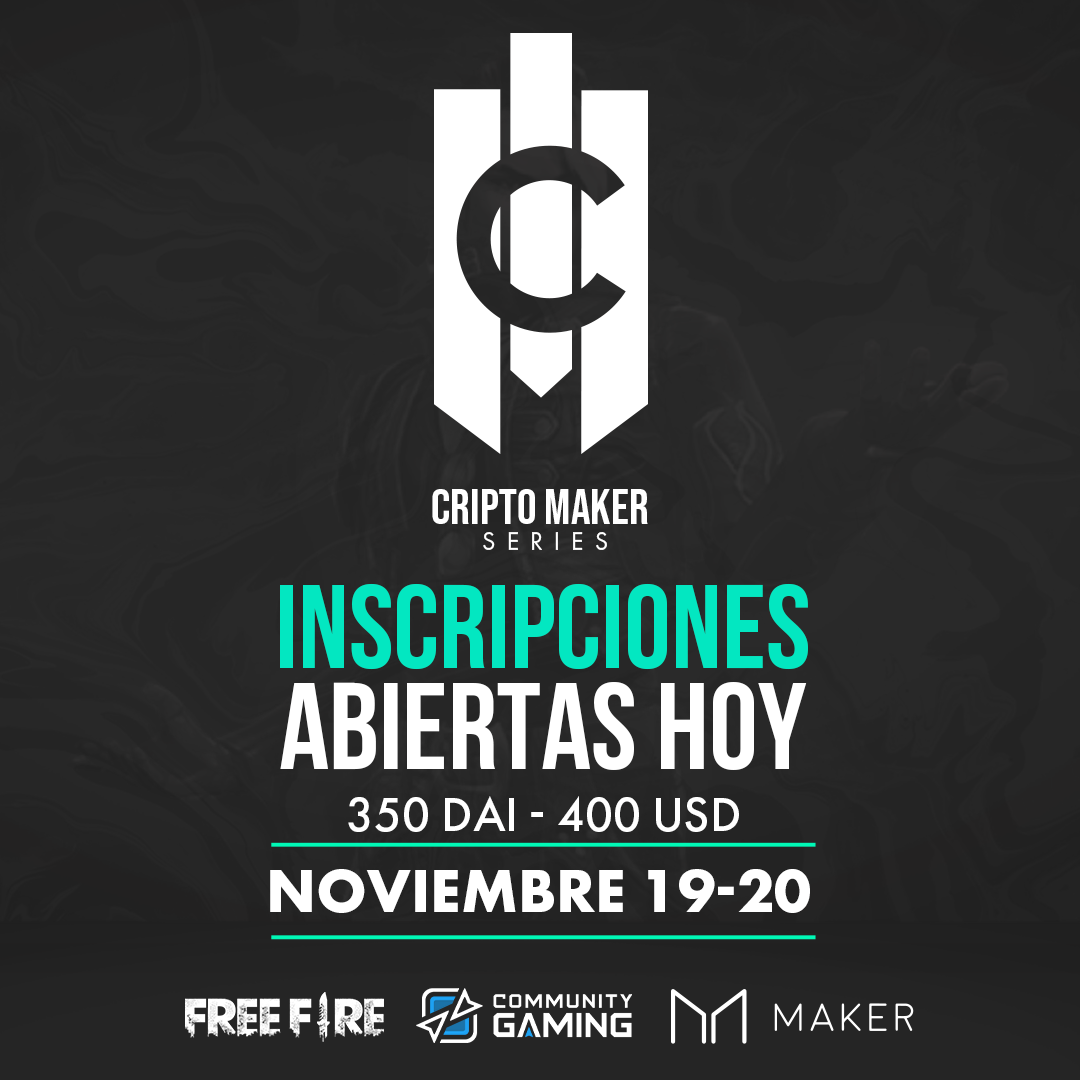 C
CRIPTO MAKER
SERIES
INSCRIPCIONES
ABIERTAS HOY
350 DAI - 400 USD
NOVIEMBRE 19-20
FREE FIRE
COMMUNITY
GAMING
MAKER